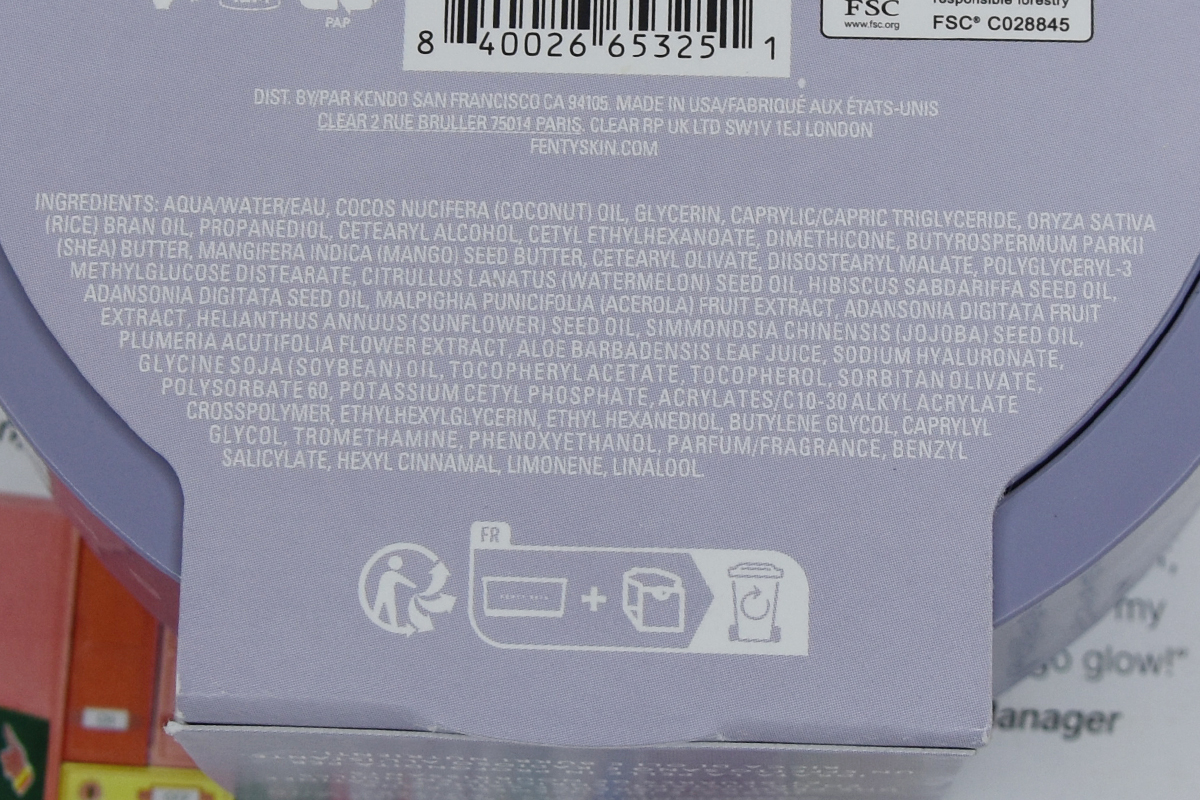 PAP
8 40026 65325 1
FSC
www.fsc.org
responsible forestry
FSC® C028845
DIST. BY/PAR KENDO SAN FRANCISCO CA 94105. MADE IN USA/FABRIQUÉ AUX ÉTATS-UNIS
CLEAR 2 RUE BRULLER 75014 PARIS. CLEAR RP UK LTD SW1V 1EJ LONDON
FENTYSKIN.COM
INGREDIENTS: AQUA/WATER/EAU, COCOS NUCIFERA (COCONUT) OIL, GLYCERIN, CAPRYLIC/CAPRIC TRIGLYCERIDE, ORYZA SATIVA
(RICE) BRAN OIL, PROPANEDIOL, CETEARYL ALCOHOL, CETYL ETHYLHEXANOATE, DIMETHICONE, BUTYROSPERMUM PARKII
(SHEA) BUTTER, MANGIFERA INDICA (MANGO) SEED BUTTER, CETEARYL OLIVATE, DIISOSTEARYL MALATE, POLYGLYCERYL-3
METHYLGLUCOSE DISTEARATE, CITRULLUS LANATUS (WATERMELON) SEED OIL, HIBISCUS SABDARIFFA SEED OIL,
ADANSONIA DIGITATA SEED OIL, MALPIGHIA PUNICIFOLIA (ACEROLA) FRUIT EXTRACT, ADANSONIA DIGITATA FRUIT
EXTRACT, HELIANTHUS ANNUUS (SUNFLOWER) SEED OIL, SIMMONDSIA CHINENSIS (JOJOBA) SEED OIL,
PLUMERIA ACUTIFOLIA FLOWER EXTRACT, ALOE BARBADENSIS LEAF JUICE, SODIUM HYALURONATE,
GLYCINE SOJA (SOYBEAN) OIL, TOCOPHERYL ACETATE, TOCOPHEROL, SORBITAN OLIVATE,
POLYSORBATE 60, POTASSIUM CETYL PHOSPHATE, ACRYLATES/C10-30 ALKYL ACRYLATE
CROSSPOLYMER, ETHYLHEXYLGLYCERIN, ETHYL HEXANEDIOL, BUTYLENE GLYCOL, CAPRYLYL
GLYCOL, TROMETHAMINE, PHENOXYETHANOL, PARFUM/FRAGRANCE, BENZYL
SALICYLATE, HEXYL CINNAMAL, LIMONENE, LINALOOL.
FR
my
go glow!"
Manager